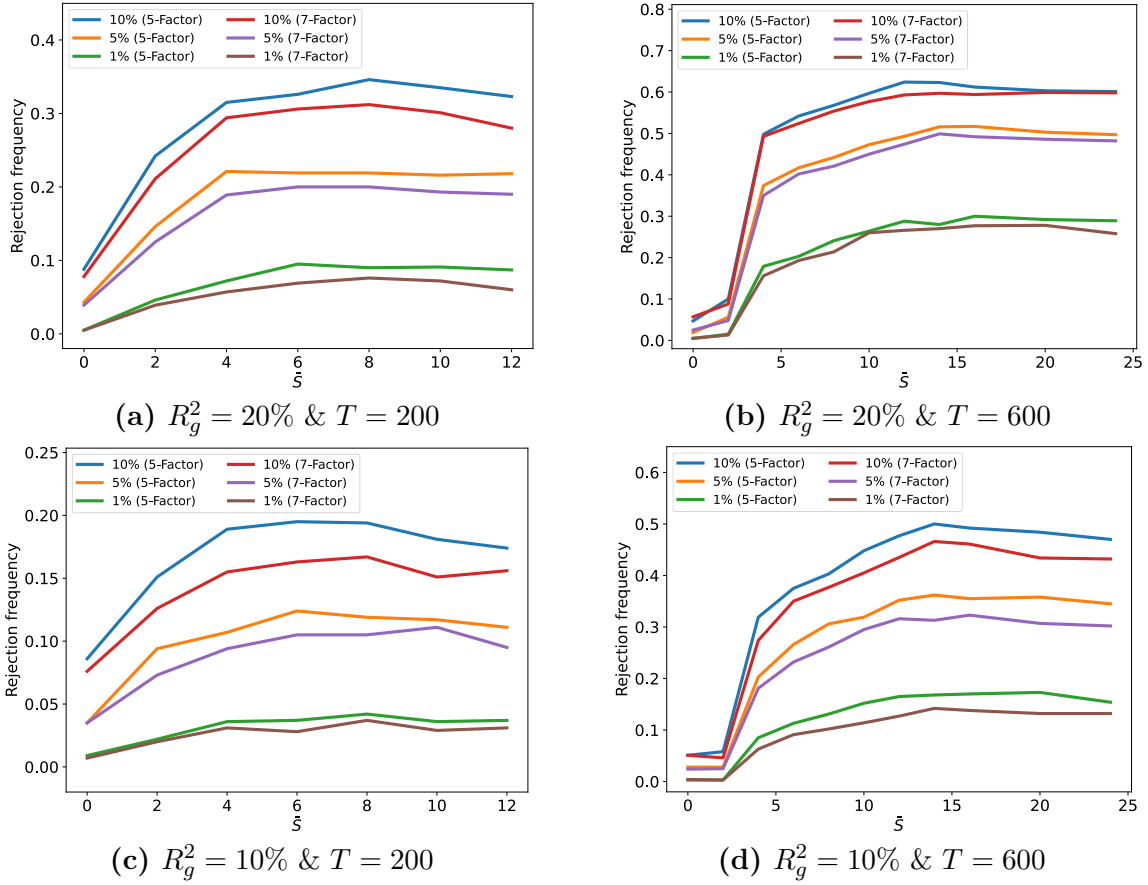 10% (5-Factor) 10% (7-Factor)
5% (5-Factor) 5% (7-Factor)
1% (5-Factor) 1% (7-Factor)
Rejection frequency
0.4
0.3
0.2
0.1
0.0
0 2 4 6 8 10 12
S̄
(a) R²_g = 20% & T = 200
10% (5-Factor) 10% (7-Factor)
5% (5-Factor) 5% (7-Factor)
1% (5-Factor) 1% (7-Factor)
Rejection frequency
0.8
0.7
0.6
0.5
0.4
0.3
0.2
0.1
0.0
0 5 10 15 20 25
S̄
(b) R²_g = 20% & T = 600
10% (5-Factor) 10% (7-Factor)
5% (5-Factor) 5% (7-Factor)
1% (5-Factor) 1% (7-Factor)
Rejection frequency
0.25
0.20
0.15
0.10
0.05
0.00
0 2 4 6 8 10 12
S̄
(c) R²_g = 10% & T = 200
10% (5-Factor) 10% (7-Factor)
5% (5-Factor) 5% (7-Factor)
1% (5-Factor) 1% (7-Factor)
Rejection frequency
0.6
0.5
0.4
0.3
0.2
0.1
0.0
0 5 10 15 20 25
S̄
(d) R²_g = 10% & T = 600